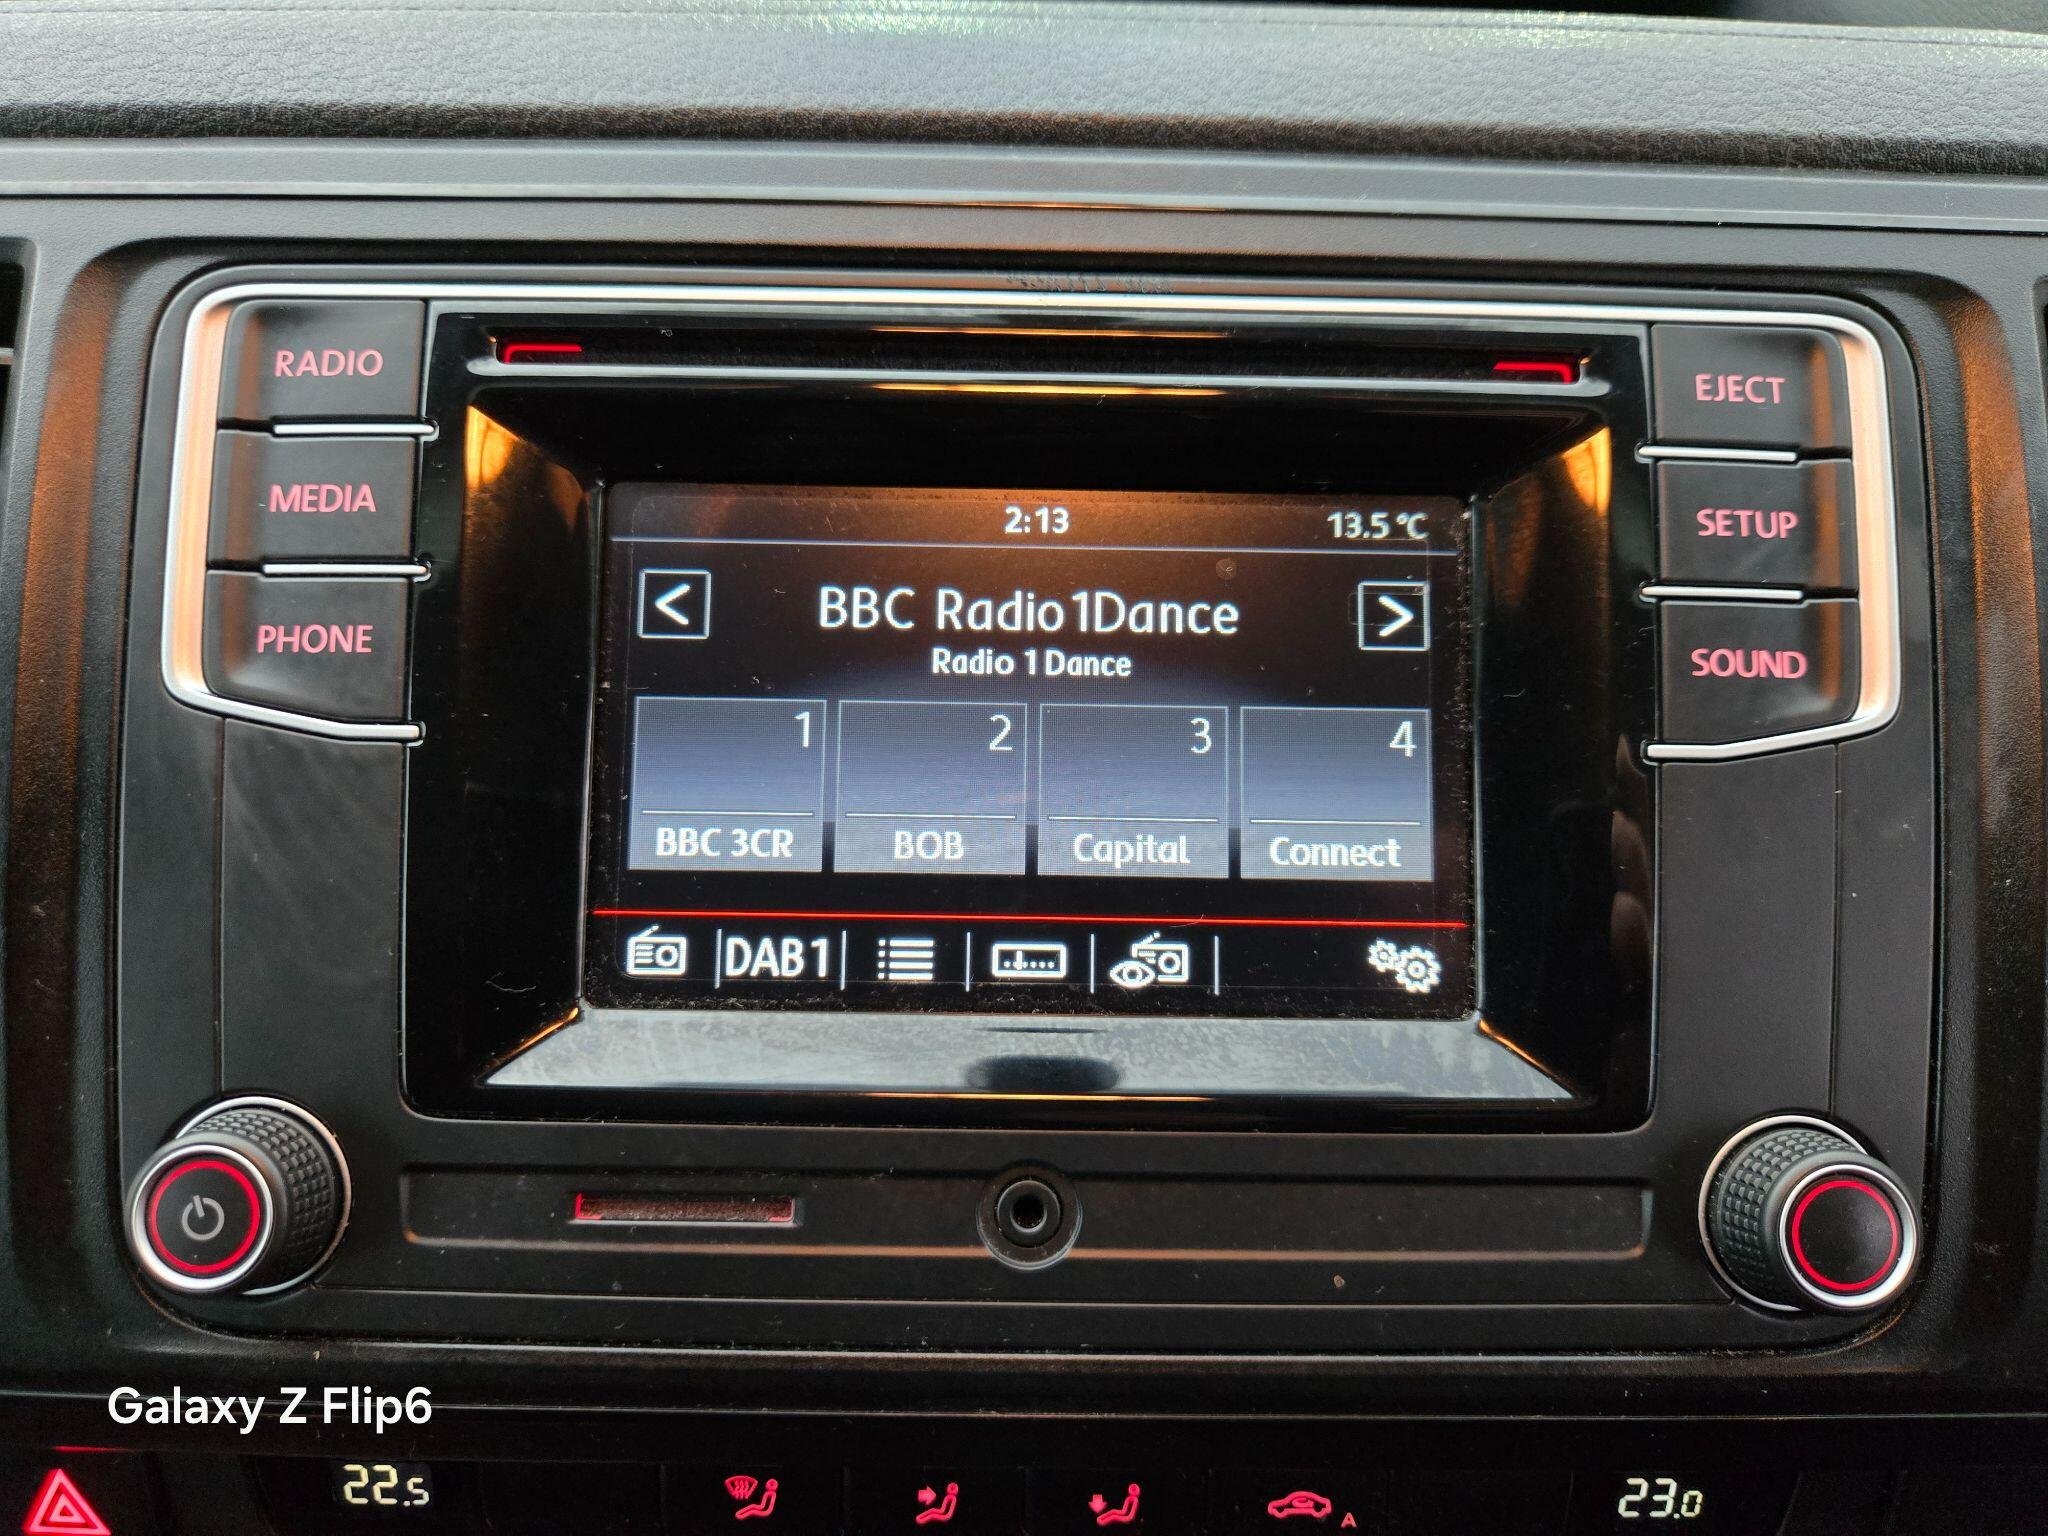 RADIO
EJECT
MEDIA
SETUP
PHONE
SOUND
2:13 13.5 °C
< BBC Radio1Dance >
Radio 1 Dance
1 2 3 4
BBC 3CR BOB Capital Connect
DAB1
Galaxy Z Flip6
22.5 A 23.0